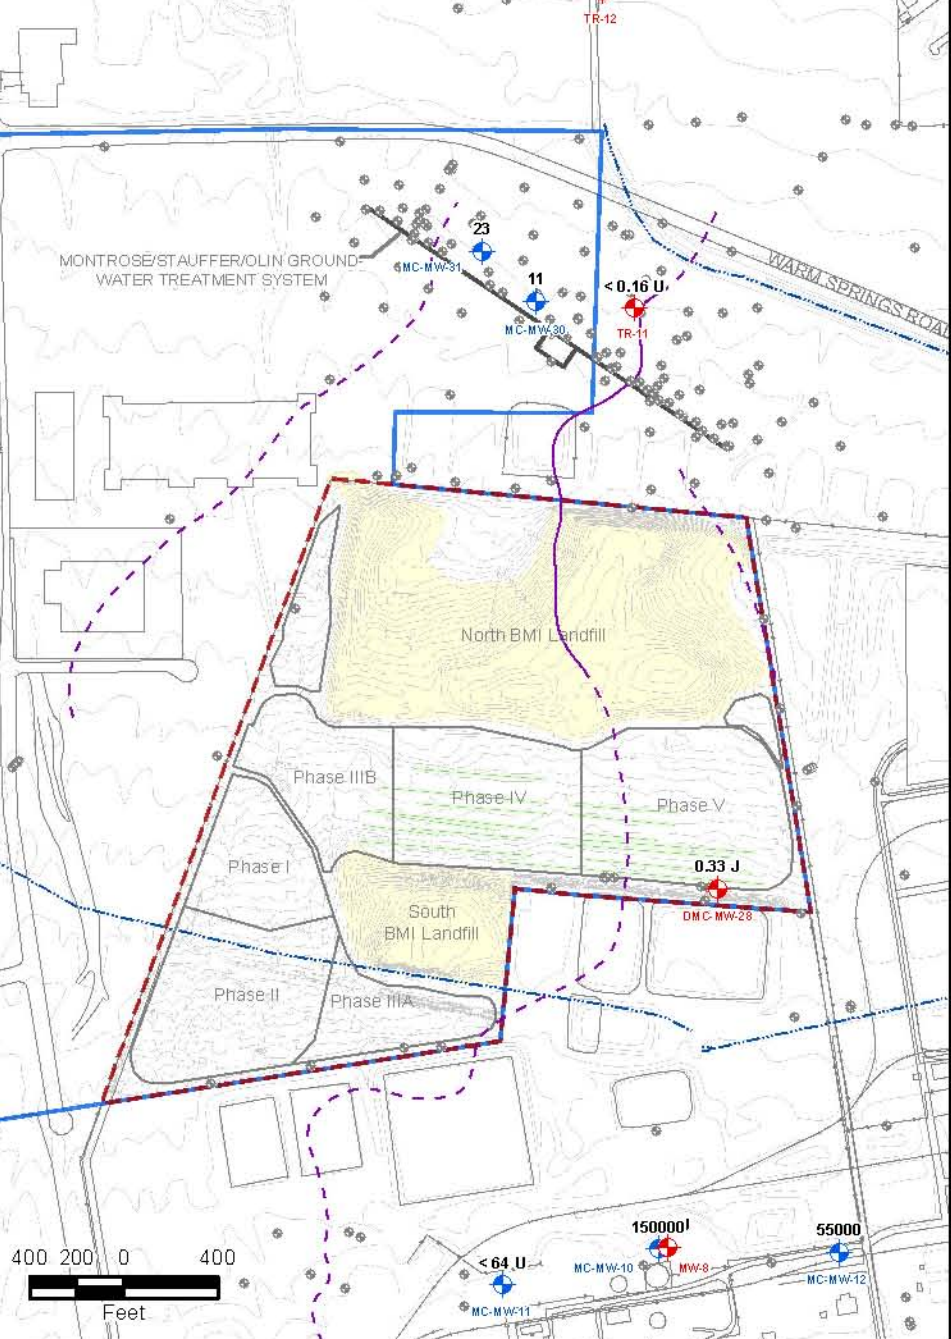 TR-12
23
MONTROSE/STAUFFER/OLIN GROUND-
WATER TREATMENT SYSTEM
MC-MW-31
WARM SPRINGS ROAD
11
MC-MW-30
< 0.16 U
TR-11
North BMI Landfill
Phase IIIB
Phase IV
Phase V
Phase I
0.33 J
DMC-MW-28
South
BMI Landfill
Phase II
Phase IIIA
150000J
MC-MW-10
MW-8
55000
MC-MW-12
< 64 U
MC-MW-11
400 200 0 400
Feet